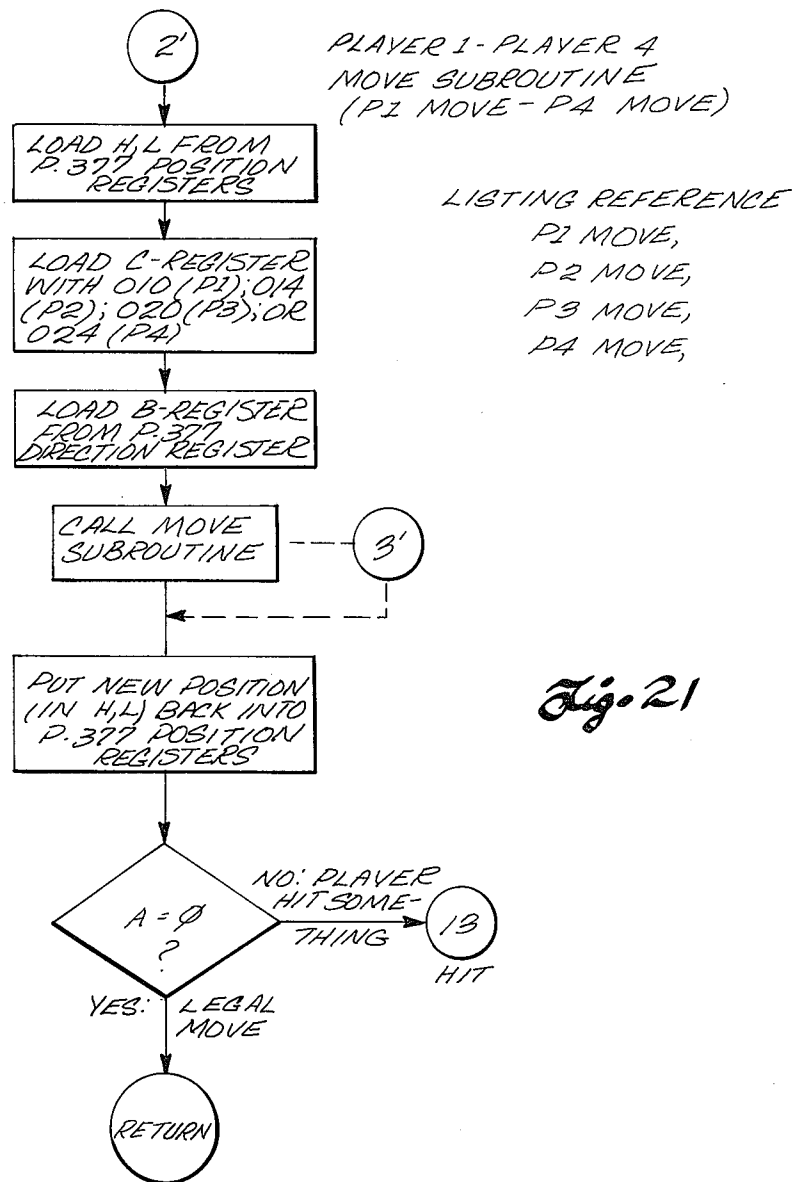 2'
PLAYER 1 - PLAYER 4
MOVE SUBROUTINE
(P1 MOVE - P4 MOVE)
LOAD H,L FROM
P.377 POSITION
REGISTERS
LISTING REFERENCE
P1 MOVE,
P2 MOVE,
P3 MOVE,
P4 MOVE,
LOAD C-REGISTER
WITH 010 (P1); 014
(P2); 020 (P3); OR
024 (P4)
LOAD B-REGISTER
FROM P.377
DIRECTION REGISTER
CALL MOVE
SUBROUTINE
3'
PUT NEW POSITION
(IN H,L) BACK INTO
P.377 POSITION
REGISTERS
Fig. 21
A = Ø
?
NO: PLAYER
HIT SOME-
THING
13
HIT
YES: LEGAL
MOVE
RETURN